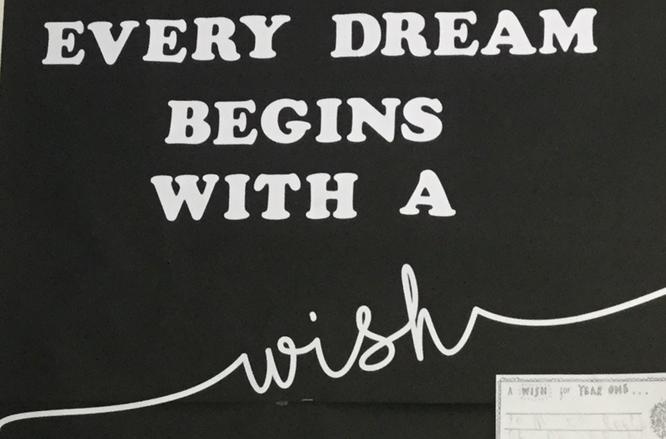 EVERY DREAM
BEGINS
WITH A
wish
A WISH for YEAR ONE...